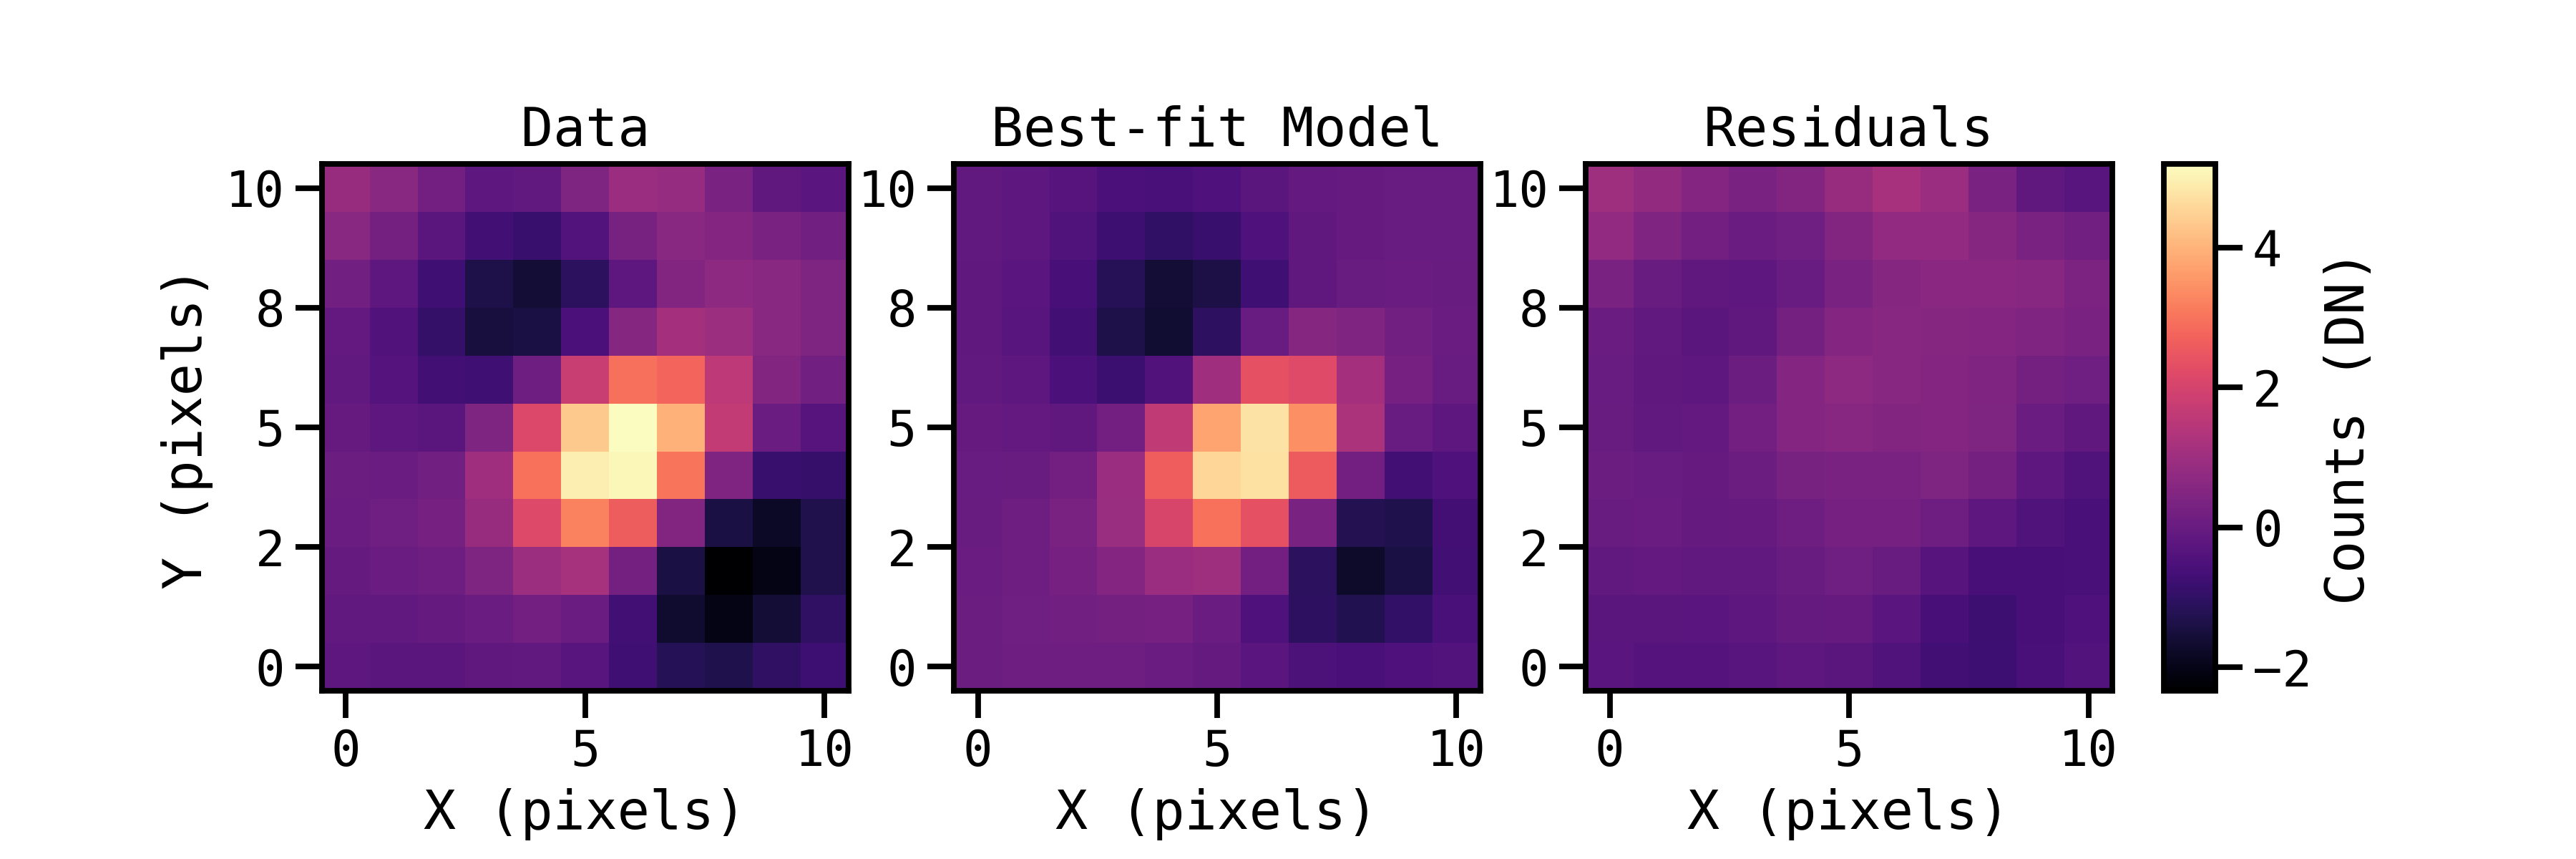 Data
Best-fit Model
Residuals
Y (pixels)
10
8
5
2
0
0 5 10
X (pixels)
10
8
5
2
0
0 5 10
X (pixels)
10
8
5
2
0
0 5 10
X (pixels)
4
2
0
−2
Counts (DN)